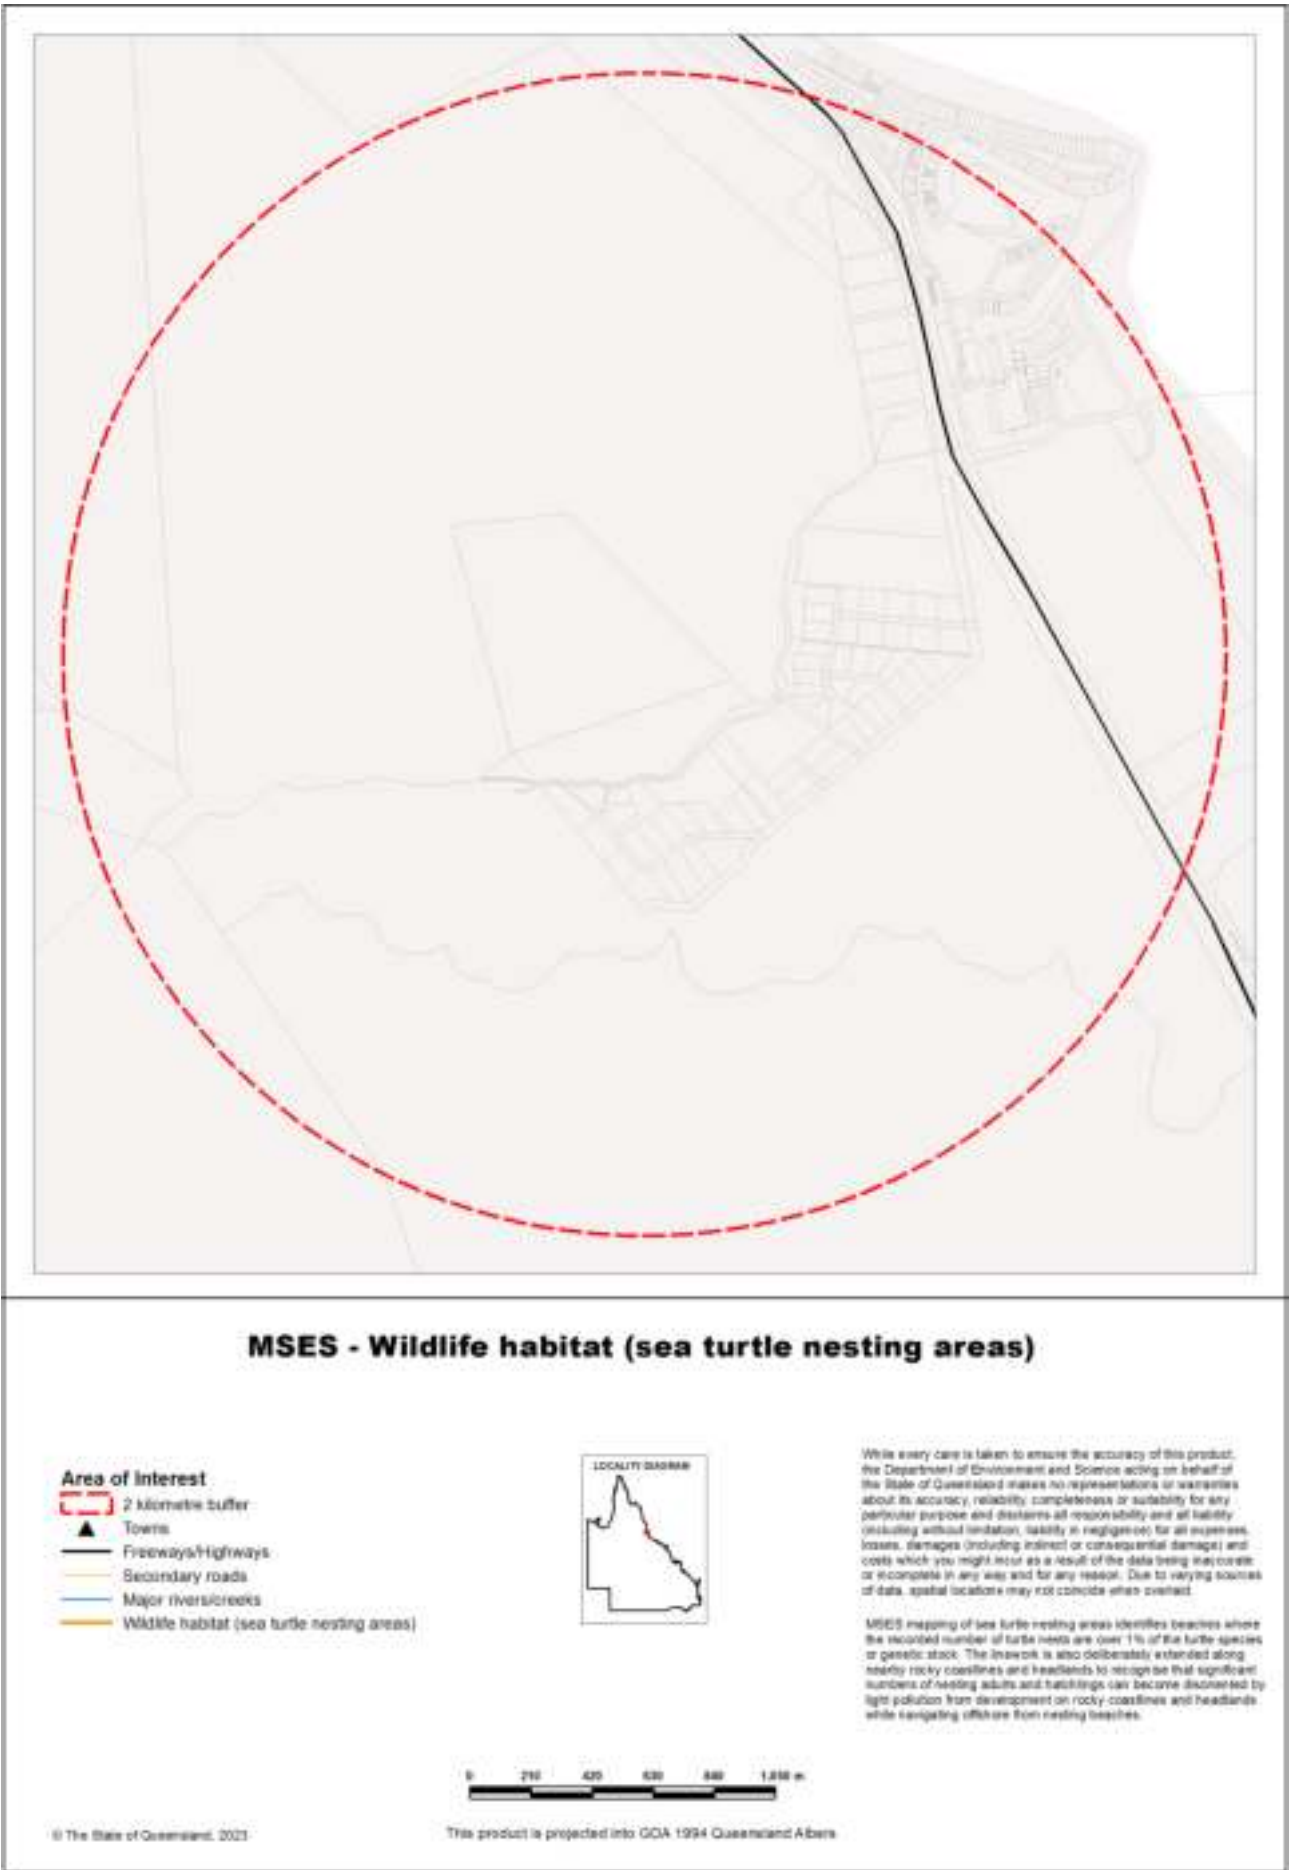 MSES - Wildlife habitat (sea turtle nesting areas)
Area of Interest
2 kilometre buffer
Towns
Freeways/Highways
Secondary roads
Major rivers/creeks
Wildlife habitat (sea turtle nesting areas)
LOCALITY DIAGRAM
While every care is taken to ensure the accuracy of this product,
the Department of Environment and Science acting on behalf of
the State of Queensland makes no representations or warranties
about its accuracy, reliability, completeness or suitability for any
particular purpose and disclaims all responsibility and all liability
(including without limitation, liability in negligence) for all expenses,
losses, damages (including indirect or consequential damage) and
costs which you might incur as a result of the data being inaccurate
or incomplete in any way and for any reason. Due to varying sources
of data, spatial locations may not coincide when overlaid.
MSES mapping of sea turtle nesting areas identifies beaches where
the recorded number of turtle nests are over 1% of the turtle species
or genetic stock. The linework is also deliberately extended along
nearby rocky coastlines and headlands to recognise that significant
numbers of nesting adults and hatchlings can become disoriented by
light pollution from development on rocky coastlines and headlands
while navigating offshore from nesting beaches.
0 210 420 630 840 1,050 m
© The State of Queensland, 2023
This product is projected into GDA 1994 Queensland Albers